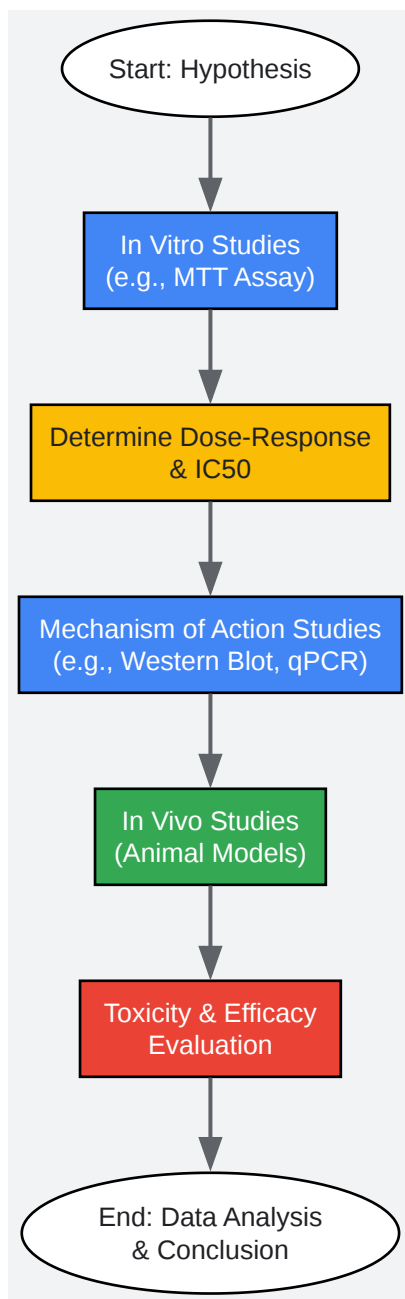 Start: Hypothesis
In Vitro Studies
(e.g., MTT Assay)
Determine Dose-Response
& IC50
Mechanism of Action Studies
(e.g., Western Blot, qPCR)
In Vivo Studies
(Animal Models)
Toxicity & Efficacy
Evaluation
End: Data Analysis
& Conclusion